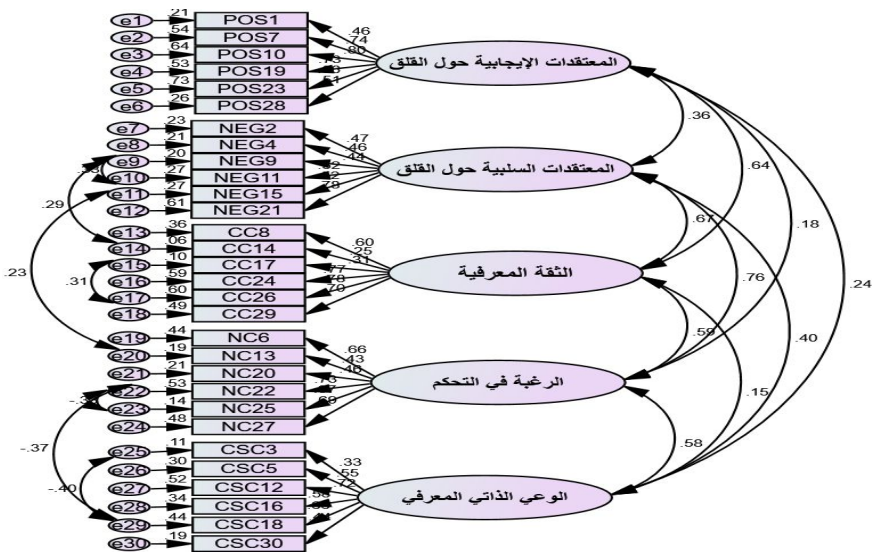 e1 .21 POS1 .46
e2 .54 POS7 .74
e3 .64 POS10 .80
e4 .53 POS19 .73
e5 .73 POS23
e6 .26 POS28 .51
المعتقدات الإيجابية حول القلق
e7 .23 NEG2 .47
e8 .21 NEG4 .46
e9 .20 NEG9 .44
e10 .27 NEG11
e11 .27 NEG15
e12 .61 NEG21 .78
المعتقدات السلبية حول القلق
e13 .36 CC8 .60
e14 .06 CC14 .25
e15 .10 CC17 .31
e16 .59 CC24 .77
e17 .60 CC26 .78
e18 .49 CC29 .70
الثقة المعرفية
e19 .44 NC6 .66
e20 .19 NC13 .43
e21 .21 NC20 .46
e22 .53 NC22 .73
e23 .14 NC25
e24 .48 NC27 .69
الرغبة في التحكم
e25 .11 CSC3 .33
e26 .30 CSC5 .55
e27 .52 CSC12 .72
e28 .34 CSC16 .58
e29 .44 CSC18
e30 .19 CSC30
الوعي الذاتي المعرفي
.29
.23
.31
-.37
-.40
.36
.64
.18
.24
.67
.76
.40
.59
.15
.58